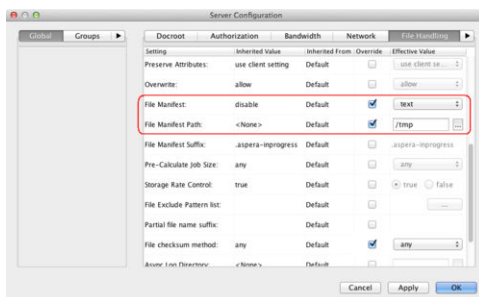 Server Configuration
Global Groups Docroot Authorization Bandwidth Network File Handling
Setting Inherited Value Inherited From Override Effective Value
Preserve Attributes: use client setting Default use client se...
Overwrite: allow Default allow
File Manifest: disable Default text
File Manifest Path: <None> Default /tmp ...
File Manifest Suffix: .aspera-inprogress Default .aspera-inprogress
Pre-Calculate Job Size: any Default any
Storage Rate Control: true Default true false
File Exclude Pattern list: Default ...
Partial file name suffix: Default
File checksum method: any Default any
Async Log Directory: <None> Default
Cancel Apply OK